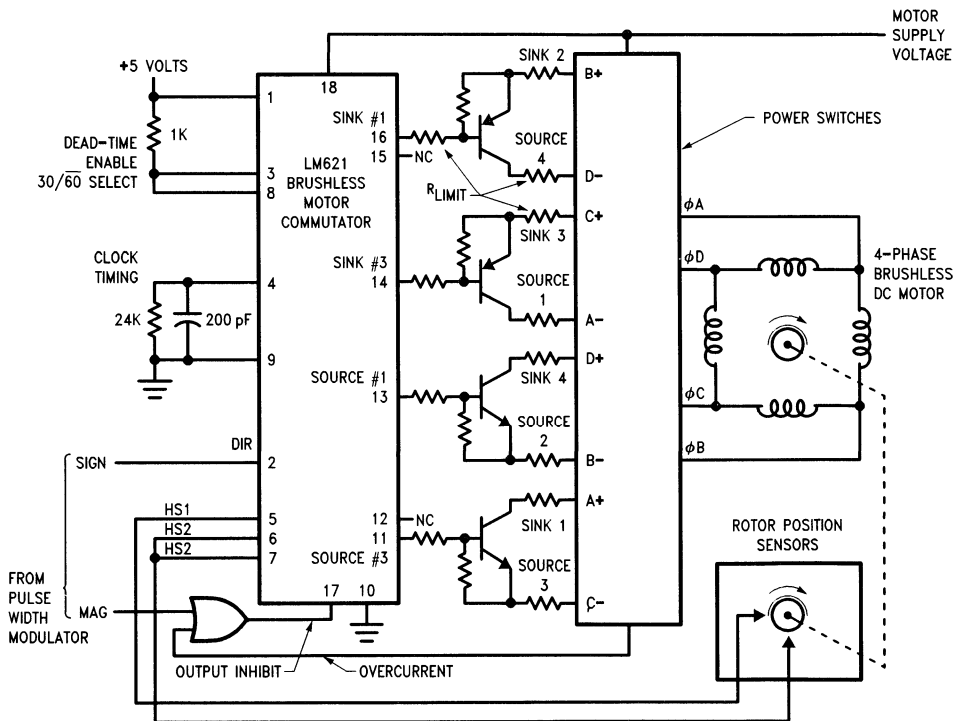 MOTOR
SUPPLY
VOLTAGE
+5 VOLTS
1K
DEAD-TIME
ENABLE
30/60 SELECT
CLOCK
TIMING
24K
200 pF
DIR
SIGN
HS1
HS2
HS2
FROM
PULSE
WIDTH
MODULATOR
MAG
1
3
8
4
9
2
5
6
7
18
LM621
BRUSHLESS
MOTOR
COMMUTATOR
SINK #1
16
15
NC
SINK #3
14
SOURCE #1
13
12
NC
11
SOURCE #3
17
10
OUTPUT INHIBIT
OVERCURRENT
RLIMIT
SINK 2
SOURCE
4
SINK 3
SOURCE
1
SINK 4
SOURCE
2
SINK 1
SOURCE
3
B+
D−
C+
A−
D+
B−
A+
C−
POWER SWITCHES
φA
φD
φC
φB
4-PHASE
BRUSHLESS
DC MOTOR
ROTOR POSITION
SENSORS